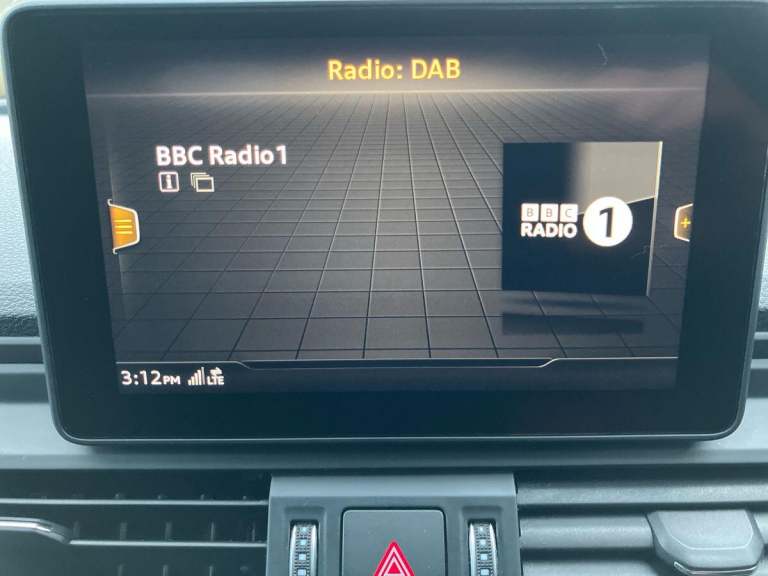 Radio: DAB
BBC Radio1
BBC
RADIO 1
3:12PM LTE